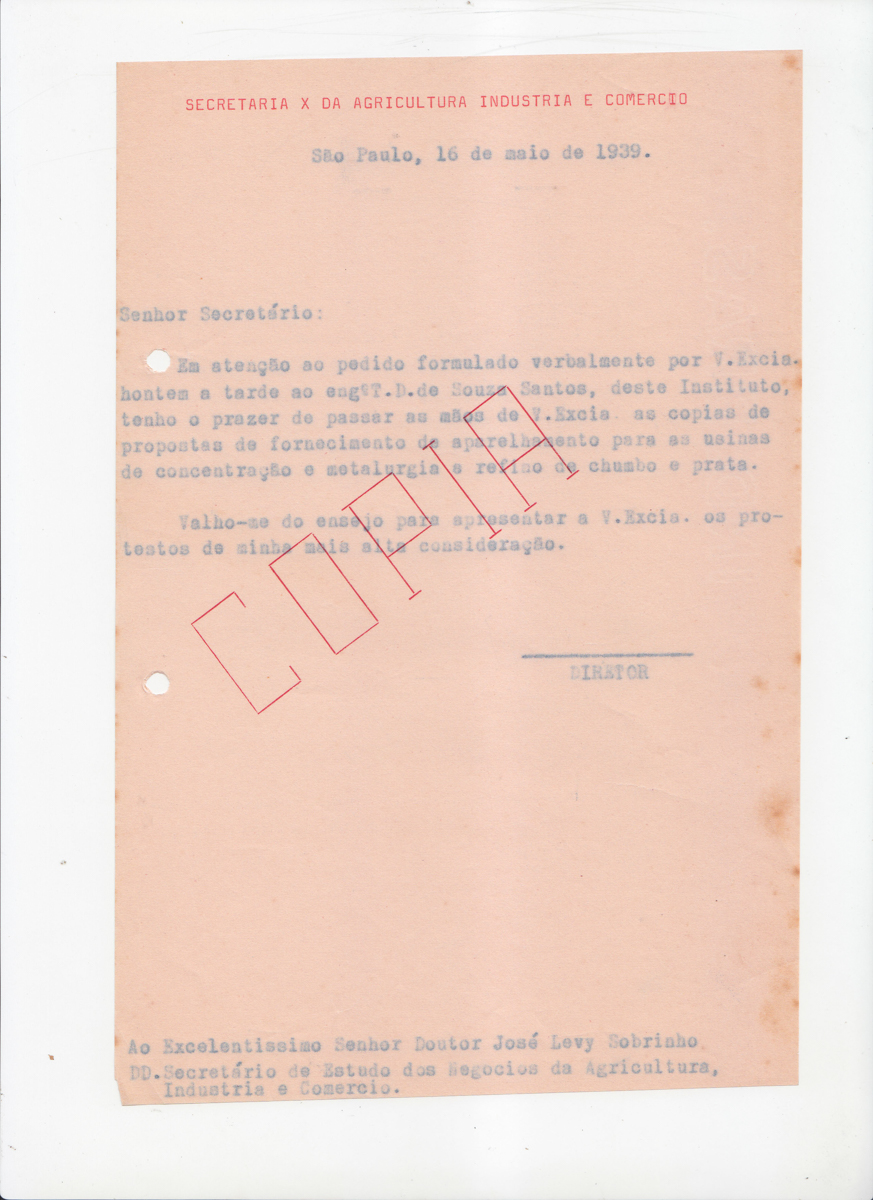 SECRETARIA X DA AGRICULTURA INDUSTRIA E COMERCIO
São Paulo, 16 de maio de 1939.
Senhor Secretário:
Em atenção ao pedido formulado verbalmente por V.Excia.
hontem a tarde ao engº T.D.de Souza Santos, deste Instituto,
tenho o prazer de passar as mãos de V.Excia. as copias de
propostas de fornecimento de aparelhamento para as usinas
de concentração e metalurgia e refino de chumbo e prata.
Valho-me do ensejo para apresentar a V.Excia. os pro-
testos de minha mais alta consideração.
COPIA
DIRETOR
Ao Excelentissimo Senhor Doutor José Levy Sobrinho
DD.Secretário de Estudo dos Negocios da Agricultura,
Industria e Comercio.